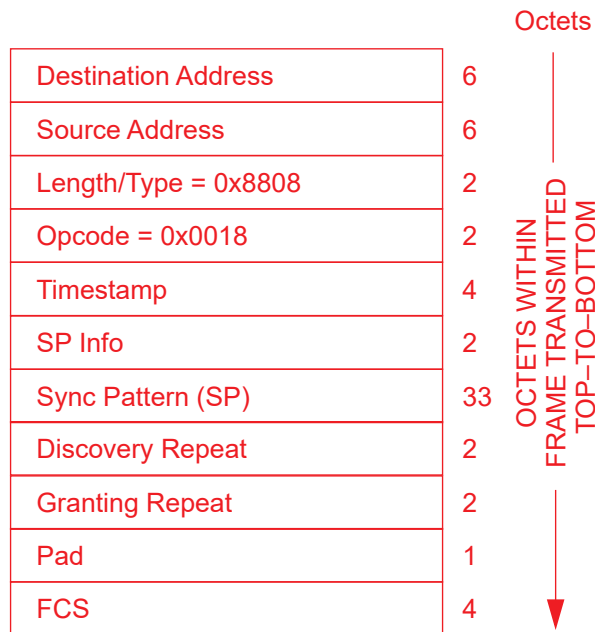 Octets
Destination Address 6
Source Address 6
Length/Type = 0x8808 2
Opcode = 0x0018 2
Timestamp 4
SP Info 2
Sync Pattern (SP) 33
Discovery Repeat 2
Granting Repeat 2
Pad 1
FCS 4
OCTETS WITHIN
FRAME TRANSMITTED
TOP–TO–BOTTOM